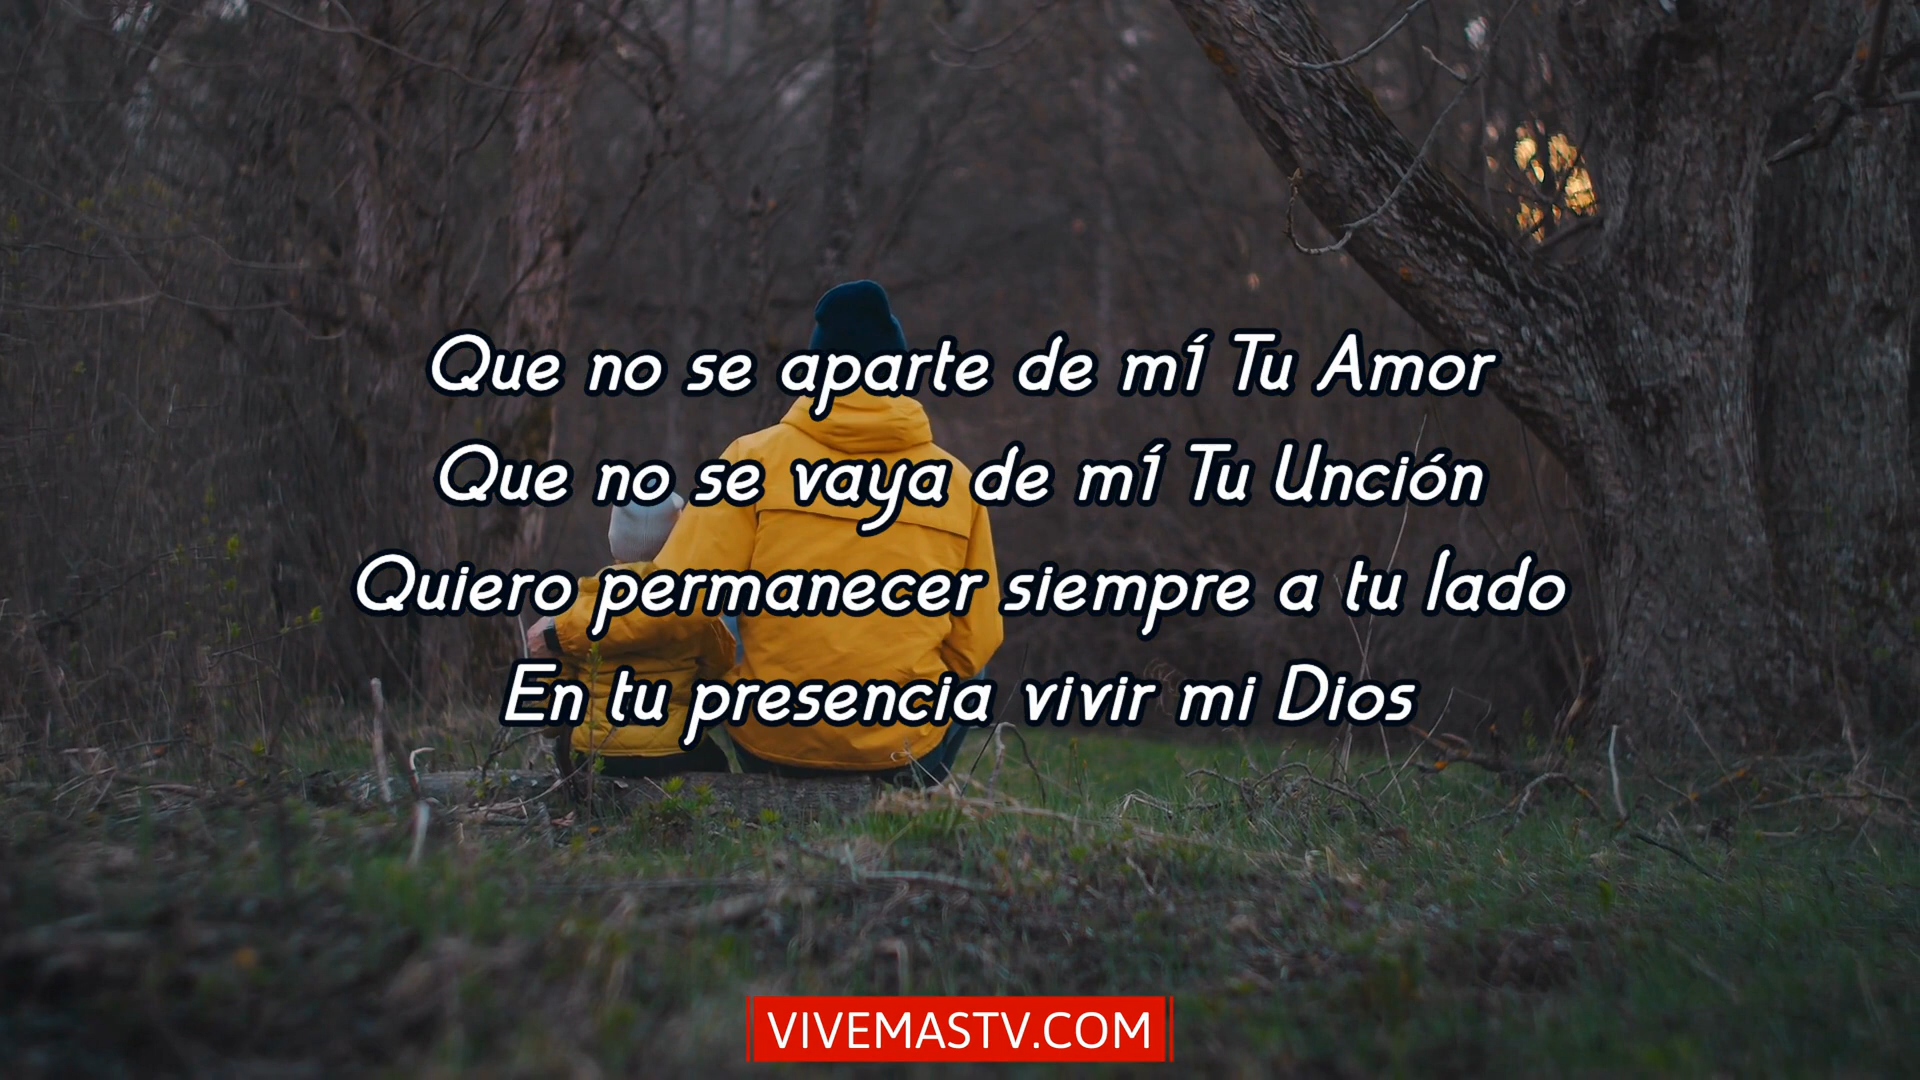 Que no se aparte de mí Tu Amor
Que no se vaya de mí Tu Unción
Quiero permanecer siempre a tu lado
En tu presencia vivir mi Dios
VIVEMASTV.COM